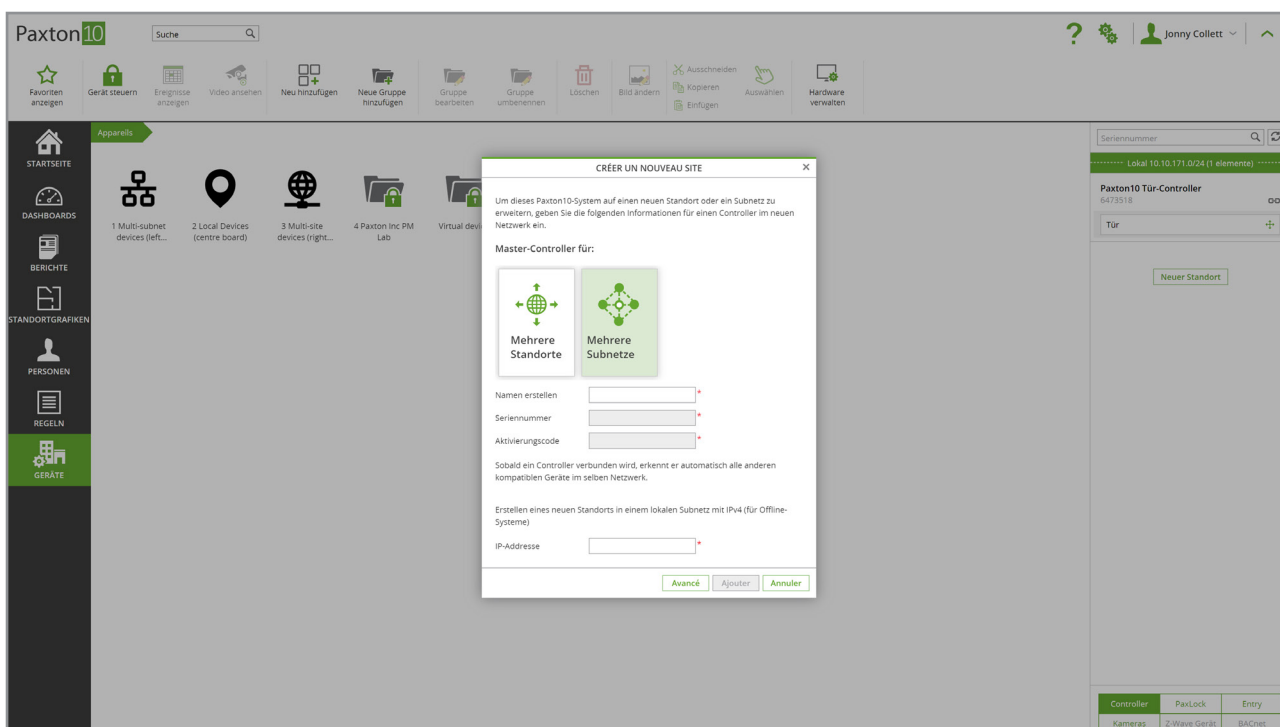 Paxton10
Suche
Jonny Collett
Favoriten anzeigen
Gerät steuern
Ereignisse anzeigen
Video ansehen
Neu hinzufügen
Neue Gruppe hinzufügen
Gruppe bearbeiten
Gruppe umbenennen
Löschen
Bild ändern
Ausschneiden
Kopieren
Einfügen
Auswählen
Hardware verwalten
STARTSEITE
DASHBOARDS
BERICHTE
STANDORTGRAFIKEN
PERSONEN
REGELN
GERÄTE
Appareils
1 Multi-subnet devices (left...
2 Local Devices (centre board)
3 Multi-site devices (right...
4 Paxton Inc PM Lab
Virtual devi
CRÉER UN NOUVEAU SITE
Um dieses Paxton10-System auf einen neuen Standort oder ein Subnetz zu
erweitern, geben Sie die folgenden Informationen für einen Controller im neuen
Netzwerk ein.
Master-Controller für:
Mehrere Standorte
Mehrere Subnetze
Namen erstellen *
Seriennummer *
Aktivierungscode *
Sobald ein Controller verbunden wird, erkennt er automatisch alle anderen
kompatiblen Geräte im selben Netzwerk.
Erstellen eines neuen Standorts in einem lokalen Subnetz mit IPv4 (für Offline-
Systeme)
IP-Addresse *
Avancé
Ajouter
Annuler
Seriennummer
Lokal 10.10.171.0/24 (1 elemente)
Paxton10 Tür-Controller
6473518
Tür
Neuer Standort
Controller
PaxLock
Entry
Kameras
Z-Wave Gerät
BACnet